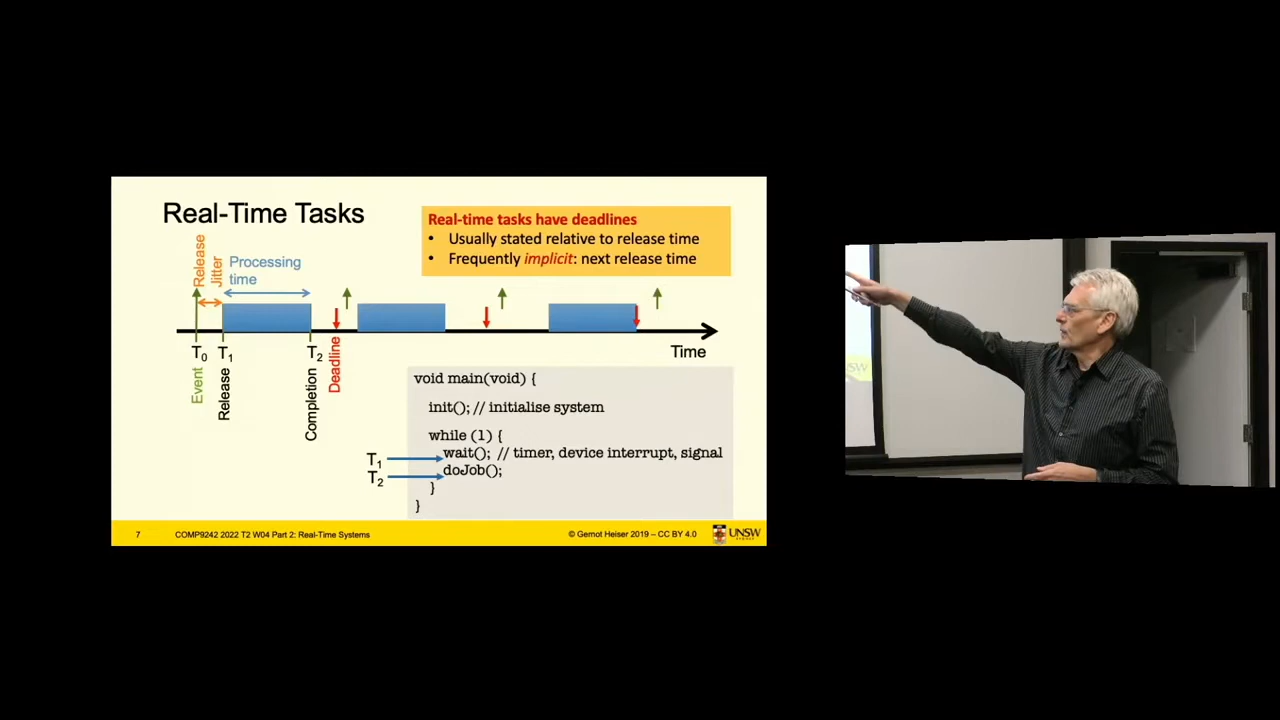 Real-Time Tasks
Real-time tasks have deadlines
• Usually stated relative to release time
• Frequently implicit: next release time
Release
Jitter
Processing
time
T0
T1
T2
Time
Event
Release
Completion
Deadline
void main(void) {
init(); // initialise system
while (1) {
wait(); // timer, device interrupt, signal
doJob();
}
}
T1
T2
7
COMP9242 2022 T2 W04 Part 2: Real-Time Systems
© Gernot Heiser 2019 – CC BY 4.0
UNSW
SYDNEY